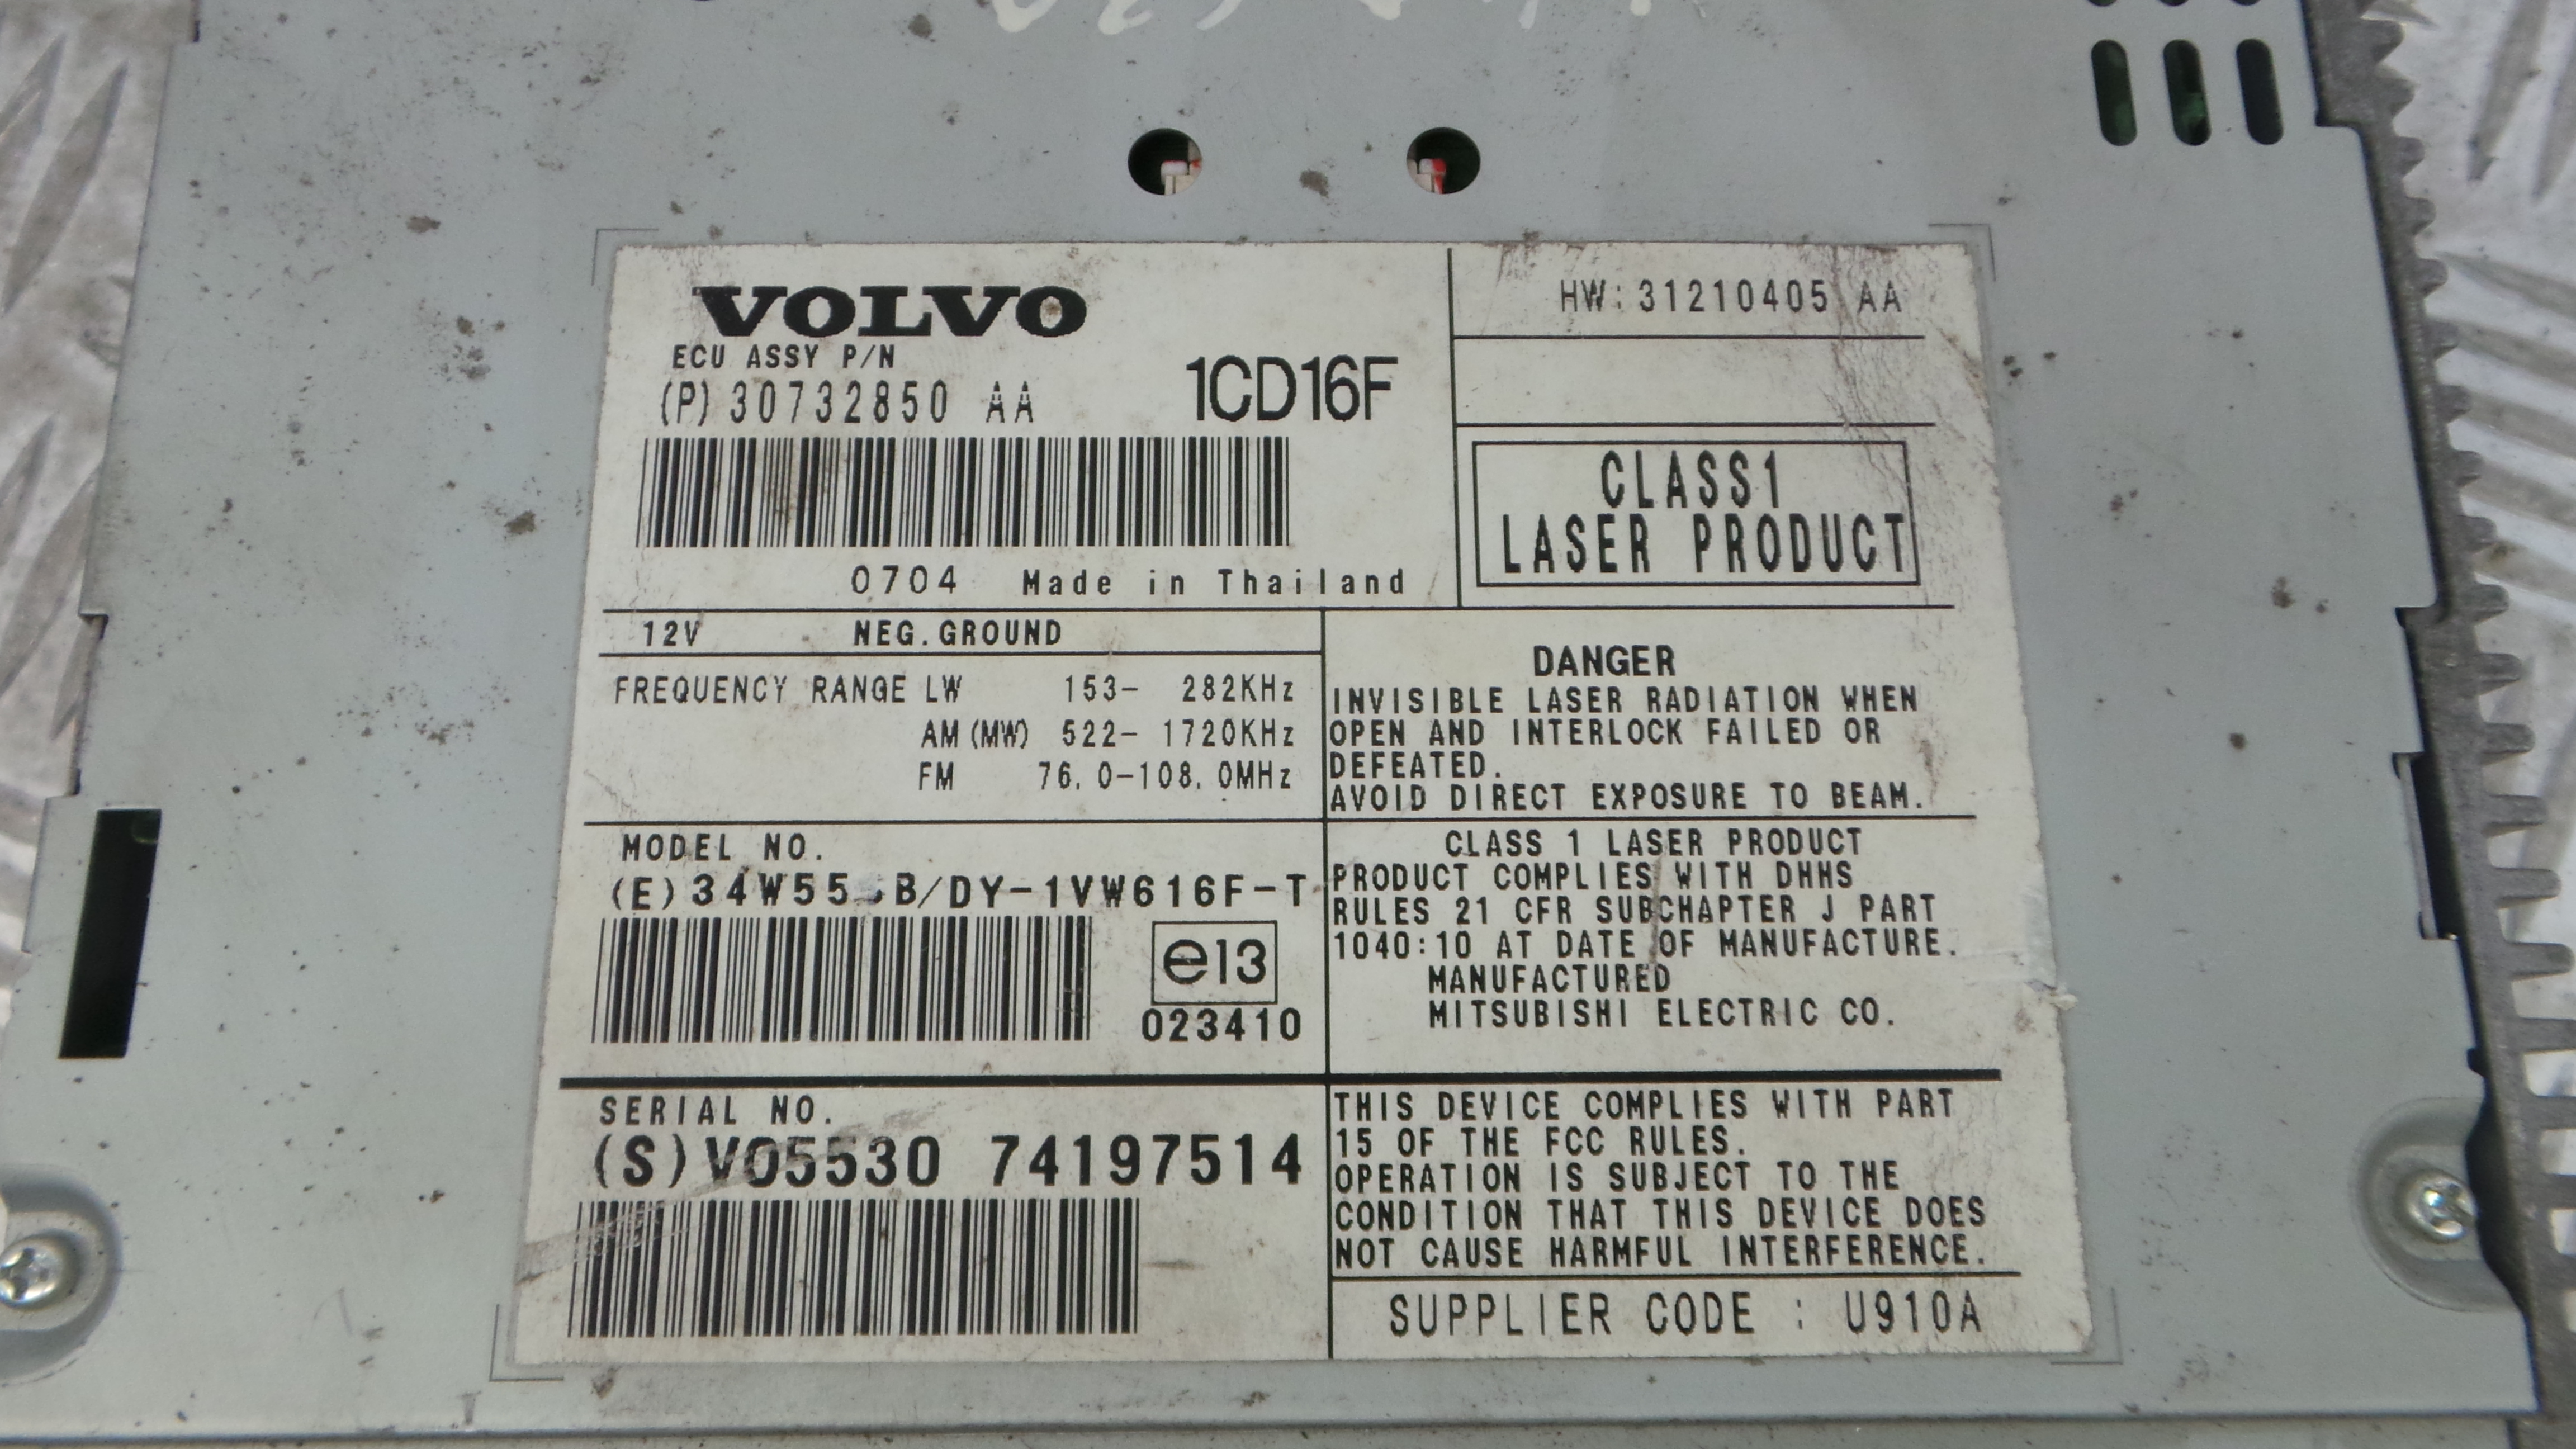 VOLVO
ECU ASSY P/N
(P) 30732850 AA
1CD16F
0704 Made in Thailand
HW:31210405 AA
CLASS1
LASER PRODUCT
12V NEG.GROUND
FREQUENCY RANGE LW 153- 282KHz
AM (MW) 522- 1720KHz
FM 76.0-108.0MHz
DANGER
INVISIBLE LASER RADIATION WHEN
OPEN AND INTERLOCK FAILED OR
DEFEATED.
AVOID DIRECT EXPOSURE TO BEAM.
MODEL NO.
e13
023410
CLASS 1 LASER PRODUCT
PRODUCT COMPLIES WITH DHHS
RULES 21 CFR SUBCHAPTER J PART
1040:10 AT DATE OF MANUFACTURE.
MANUFACTURED
MITSUBISHI ELECTRIC CO.
SERIAL NO.
(S)VO5530 74197514
THIS DEVICE COMPLIES WITH PART
15 OF THE FCC RULES.
OPERATION IS SUBJECT TO THE
CONDITION THAT THIS DEVICE DOES
NOT CAUSE HARMFUL INTERFERENCE.
SUPPLIER CODE : U910A